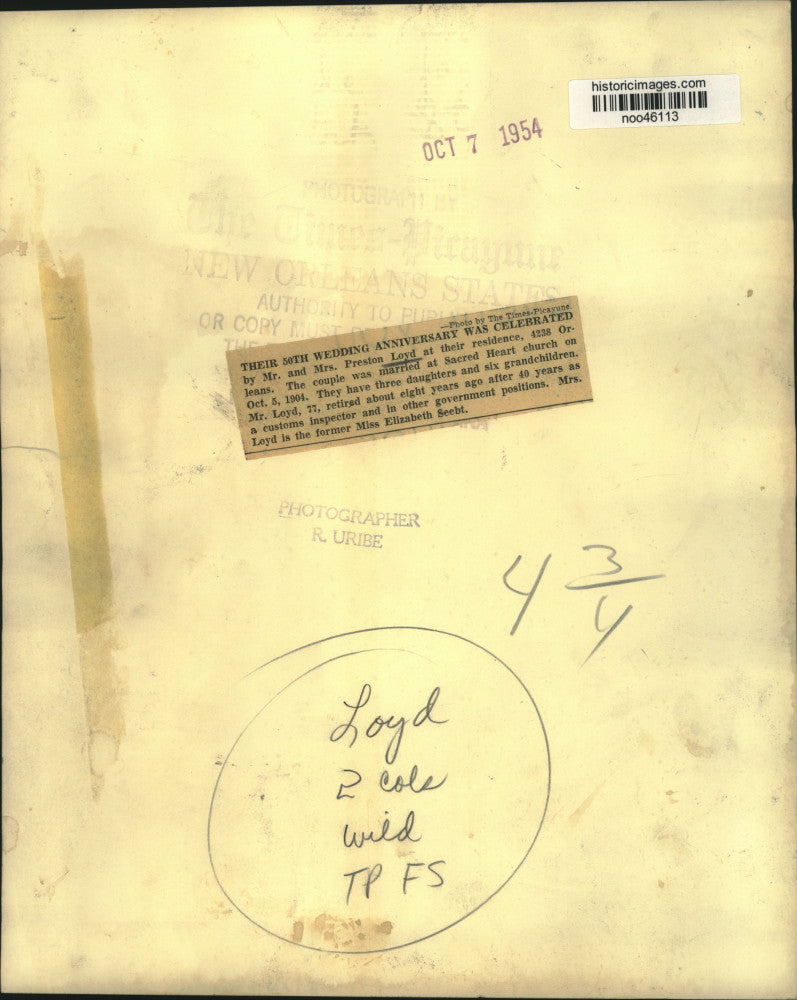 historicimages.com
noo46113
OCT 7 1954
PHOTOGRAPH BY
The Times-Picayune
NEW ORLEANS STATES
AUTHORITY TO
OR COPY MUST
THE
—Photo by The Times-Picayune.
THEIR 50TH WEDDING ANNIVERSARY WAS CELEBRATED
by Mr. and Mrs. Preston Loyd at their residence, 4238 Or-
leans. The couple was married at Sacred Heart church on
Oct. 5, 1904. They have three daughters and six grandchildren.
Mr. Loyd, 77, retired about eight years ago after 40 years as
a customs inspector and in other government positions. Mrs.
Loyd is the former Miss Elizabeth Seebt.
PHOTOGRAPHER
R. URIBE
4 3/4
Loyd
2 cols
wild
TP FS